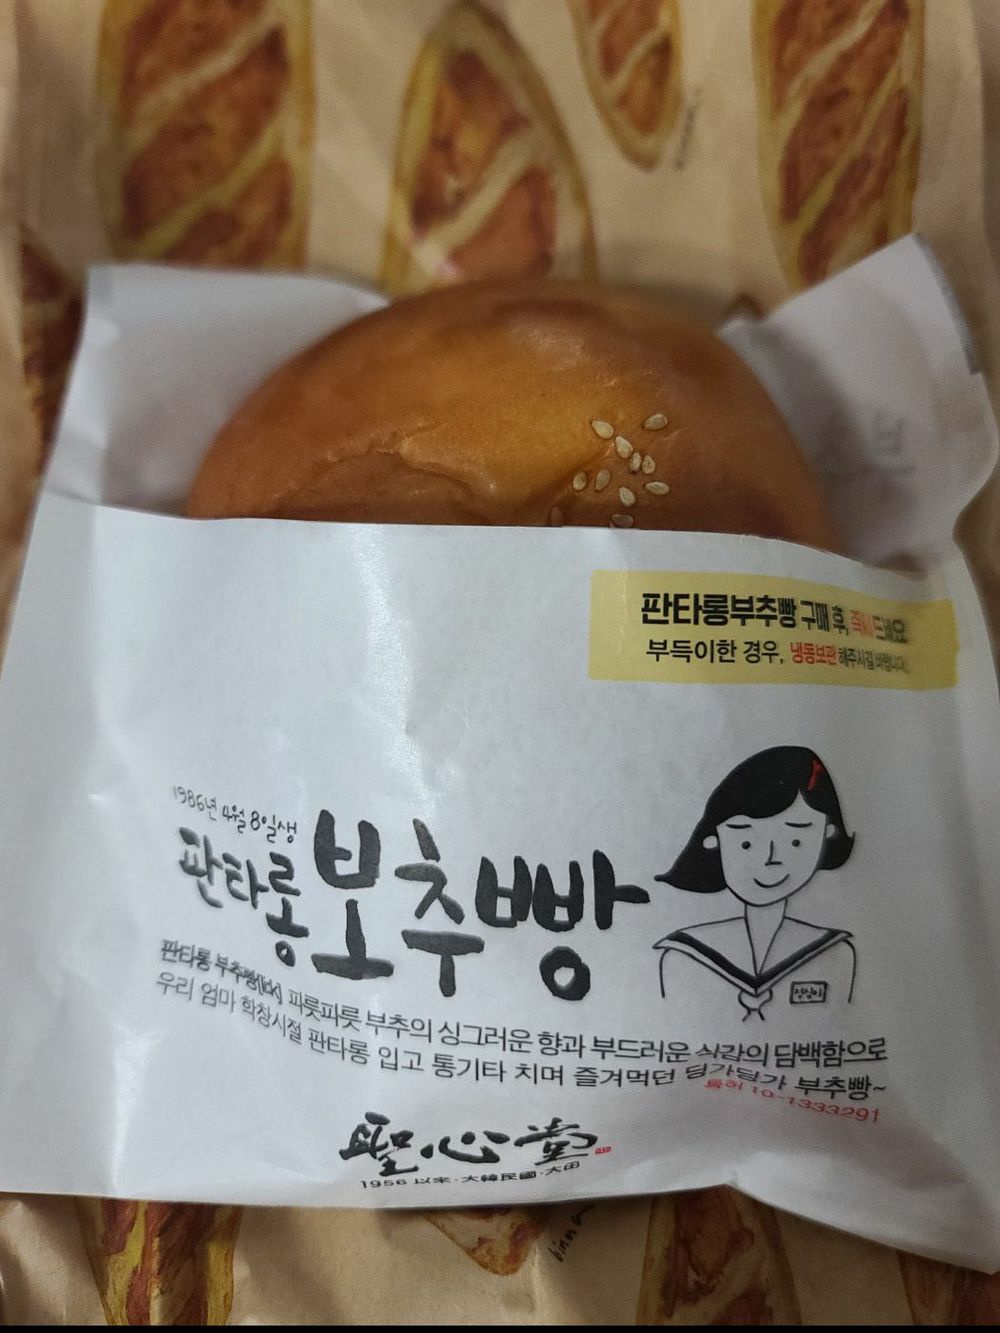 판타롱부추빵 구매 후, 즉시 드세요
부득이한 경우, 냉동보관 해주시길 바랍니다.
1986년 4월 8일생
판타롱 부추빵
판타롱 부추빵 파릇파릇 부추의 싱그러운 향과 부드러운 식감의 담백함으로
우리 엄마 학창시절 판타롱 입고 통기타 치며 즐겨먹던 딩가딩가 부추빵~
특허 10-1333291
聖心堂
1956 以来·大韓民國·大田